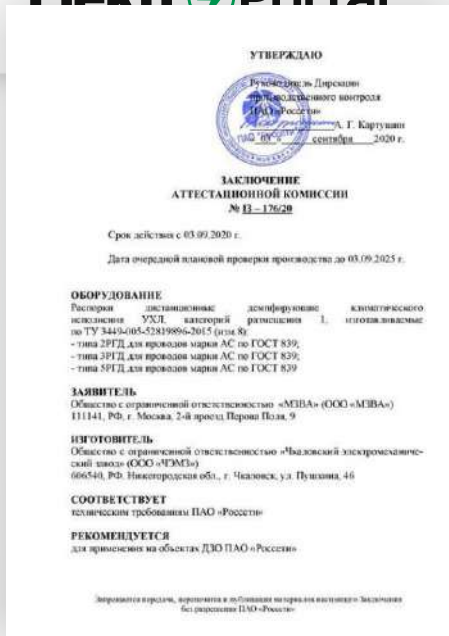 УТВЕРЖДАЮ
Руководитель Дирекции
производственного контроля
ПАО «Россети»
А. Г. Картушин
03 сентября 2020 г.
ЗАКЛЮЧЕНИЕ
АТТЕСТАЦИОННОЙ КОМИССИИ
№ I3 – 176/20
Срок действия с 03.09.2020 г.
Дата очередной плановой проверки производства до 03.09.2025 г.
ОБОРУДОВАНИЕ
Распорки дистанционные демпфирующие климатического
исполнения УХЛ, категории размещения 1, изготавливаемые
по ТУ 3449-005-52819896-2015 (изм.8):
- типа 2РГД для проводов марки АС по ГОСТ 839;
- типа 3РГД для проводов марки АС по ГОСТ 839;
- типа 5РГД для проводов марки АС по ГОСТ 839
ЗАЯВИТЕЛЬ
Общество с ограниченной ответственностью «МЗВА» (ООО «МЗВА»)
111141, РФ, г. Москва, 2-й проезд Перова Поля, 9
ИЗГОТОВИТЕЛЬ
Общество с ограниченной ответственностью «Чкаловский электромеханиче-
ский завод» (ООО «ЧЭМЗ»)
606540, РФ, Нижегородская обл., г. Чкаловск, ул. Пушкина, 46
СООТВЕТСТВУЕТ
техническим требованиям ПАО «Россети»
РЕКОМЕНДУЕТСЯ
для применения на объектах ДЗО ПАО «Россети»
Запрещается передача, перепечатка и публикация материалов настоящего Заключения
без разрешения ПАО «Россети»